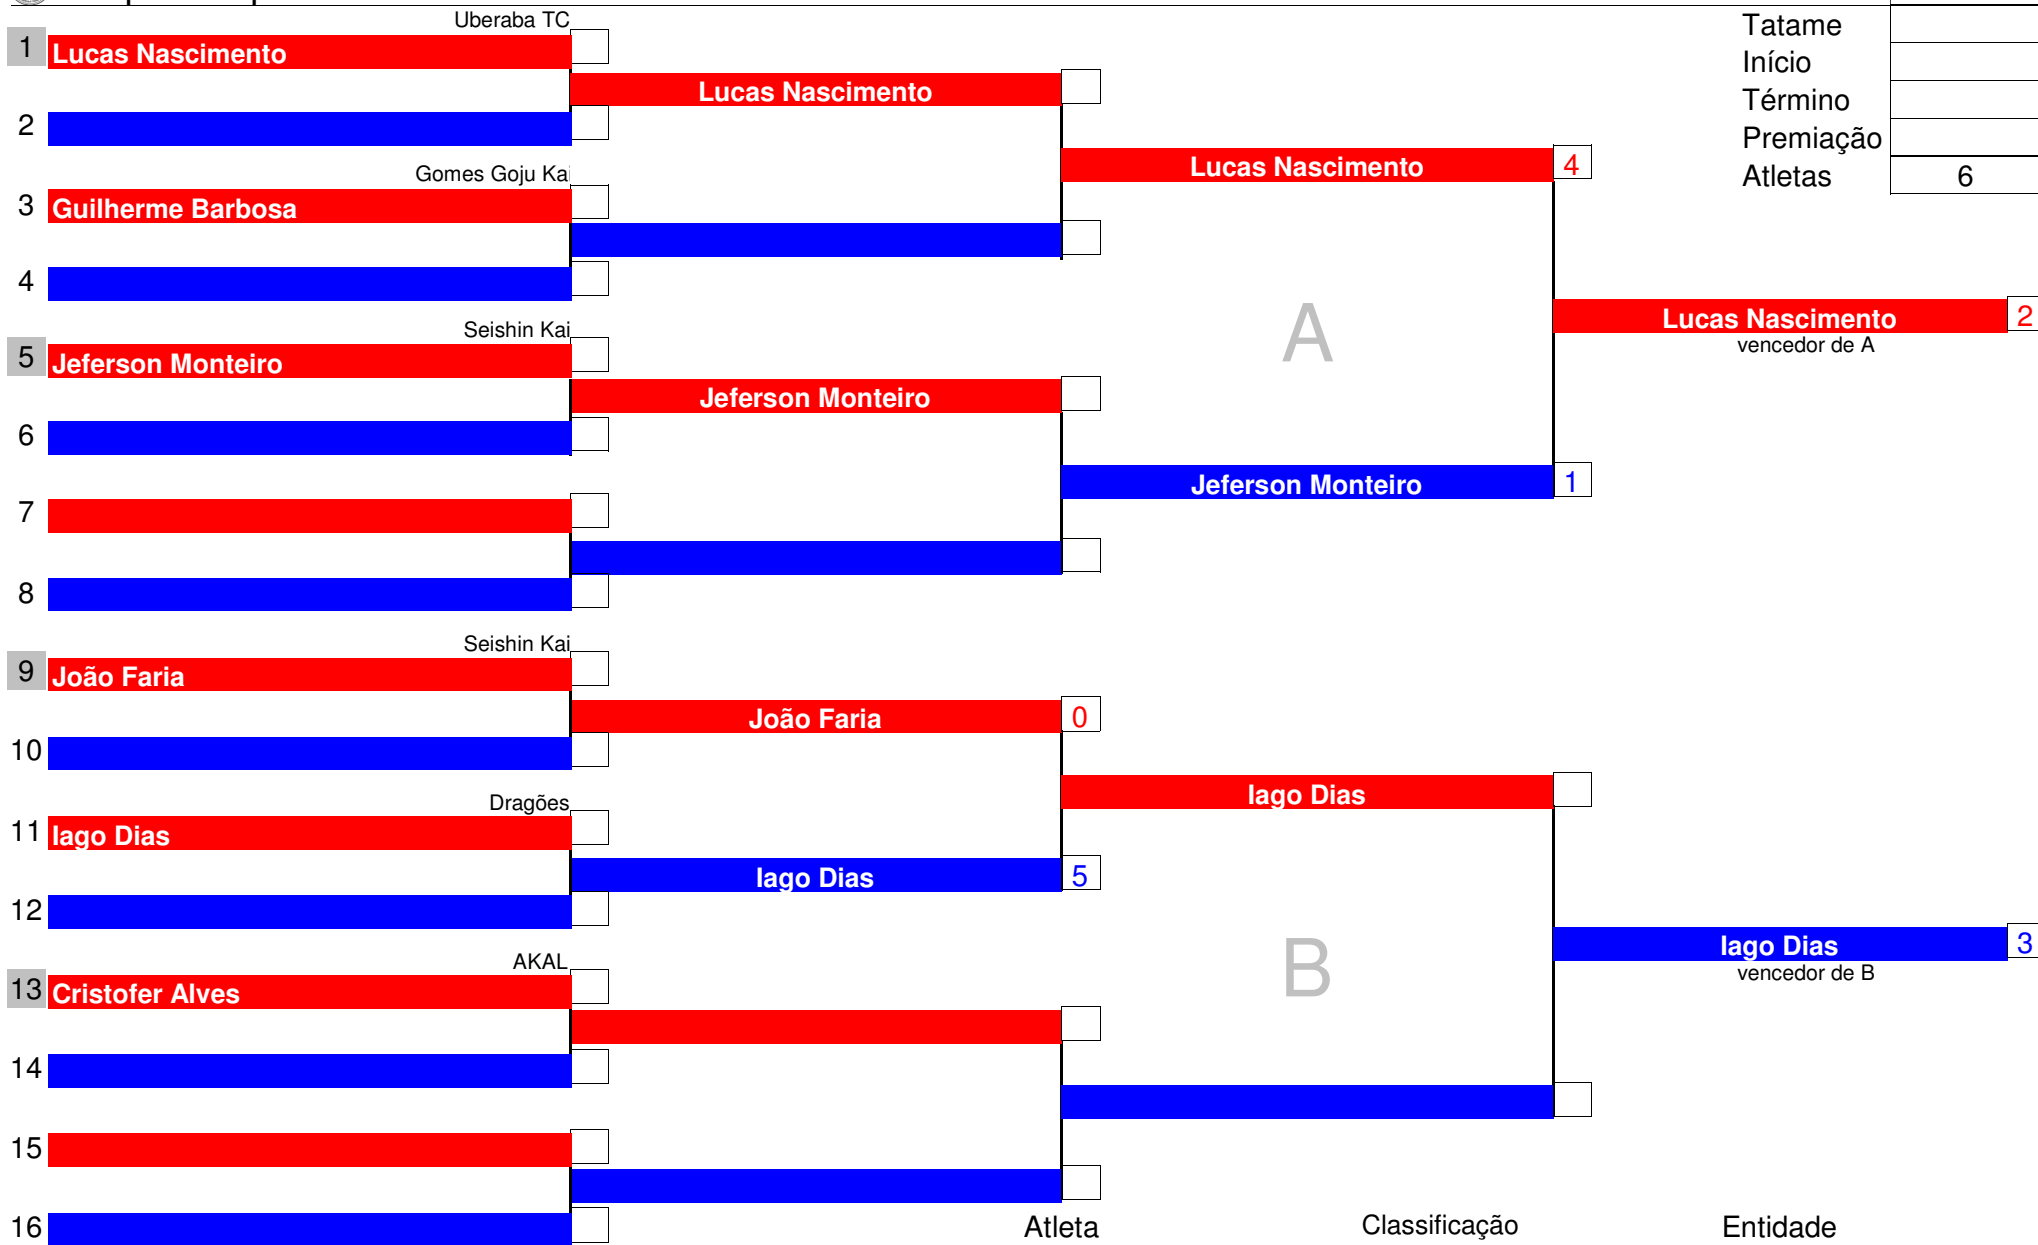 Uberaba TC
1 Lucas Nascimento
Lucas Nascimento
2
Lucas Nascimento 4
Gomes Goju Kai
3 Guilherme Barbosa
4
Tatame
Início
Término
Premiação
Atletas 6
A
Lucas Nascimento 2
vencedor de A
Seishin Kai
5 Jeferson Monteiro
Jeferson Monteiro
6
Jeferson Monteiro 1
7
8
Seishin Kai
9 João Faria
João Faria 0
10
Iago Dias
Dragões
11 Iago Dias
Iago Dias 5
12
B
Iago Dias 3
vencedor de B
AKAL
13 Cristofer Alves
14
15
16
Atleta Classificação Entidade